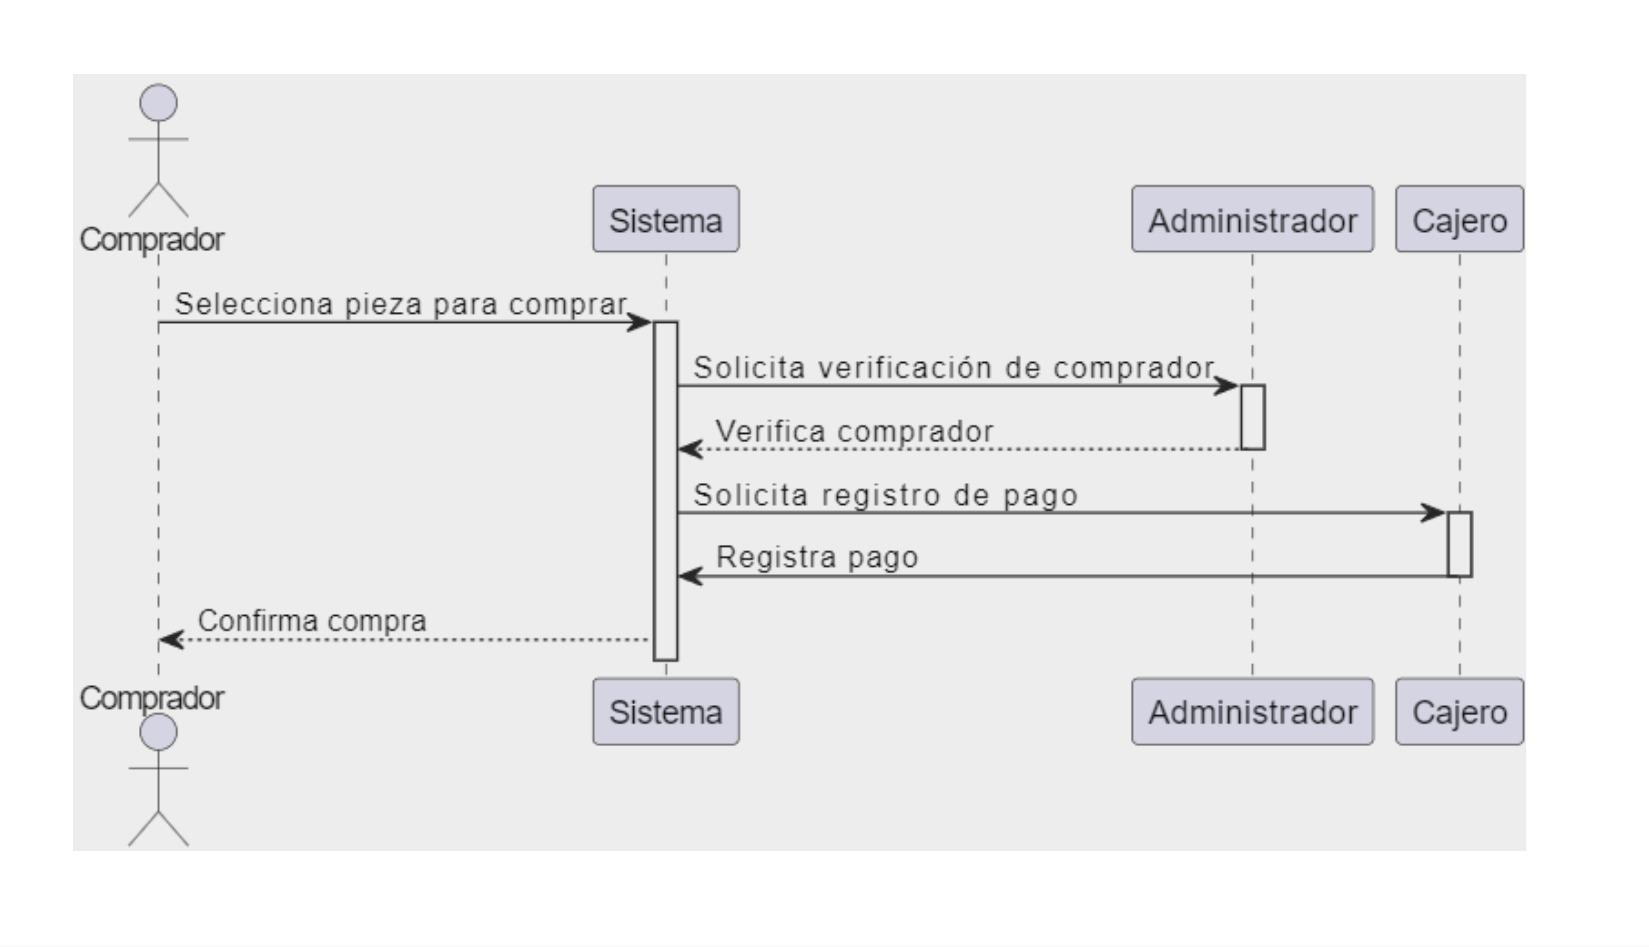 Comprador
Sistema
Administrador
Cajero
Selecciona pieza para comprar
Solicita verificación de comprador
Verifica comprador
Solicita registro de pago
Registra pago
Confirma compra
Comprador
Sistema
Administrador
Cajero